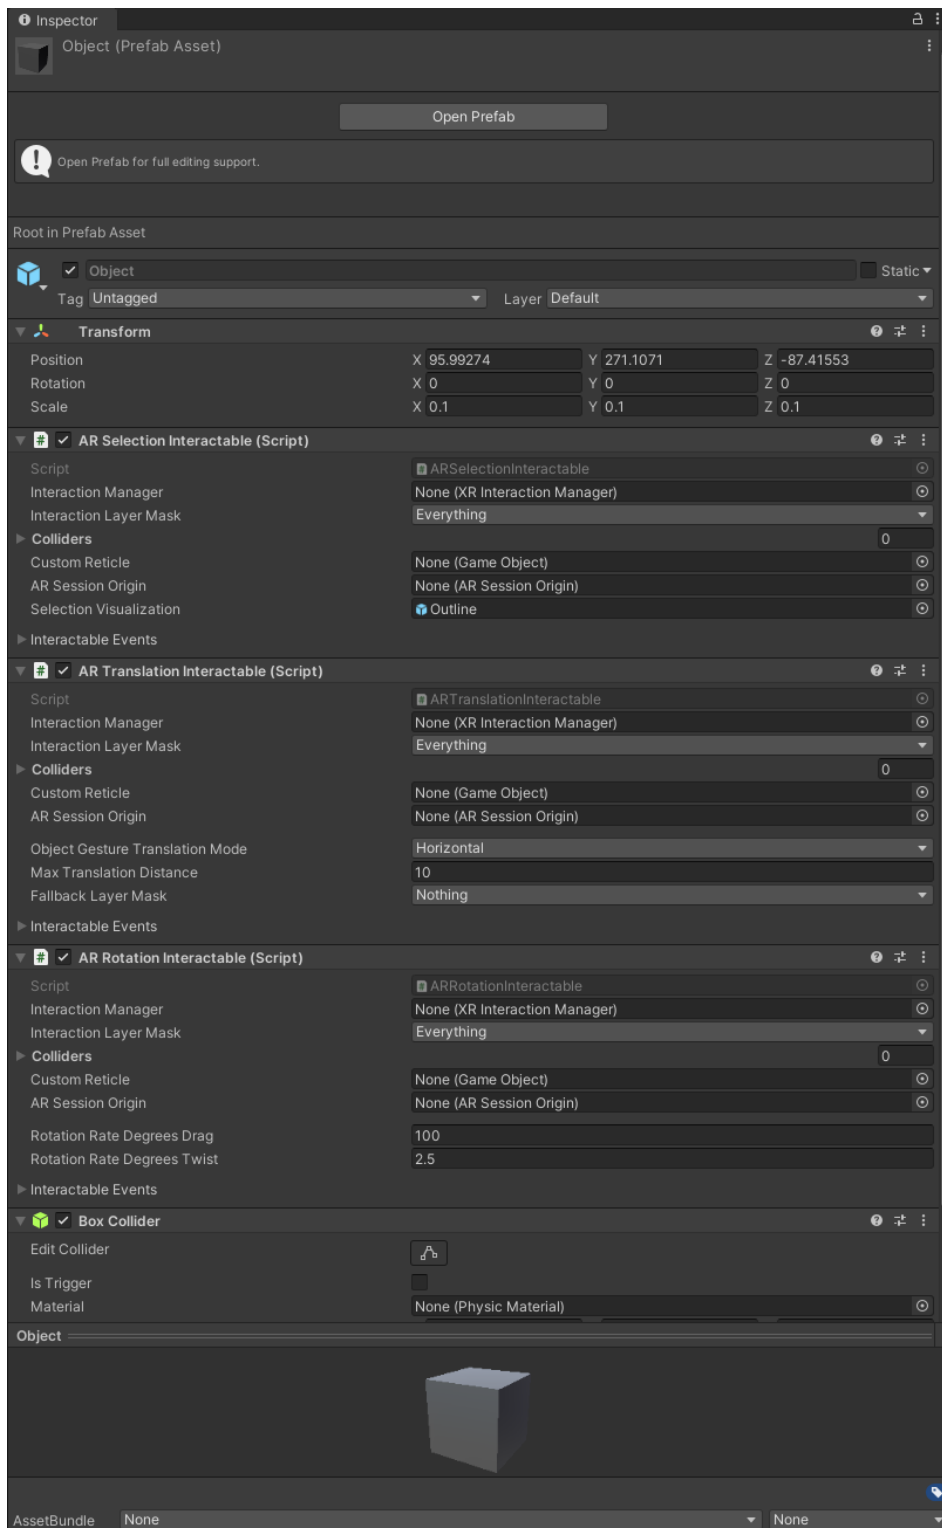 Inspector
Object (Prefab Asset)
Open Prefab
Open Prefab for full editing support.
Root in Prefab Asset
Object Static
Tag Untagged Layer Default
Transform
Position X 95.99274 Y 271.1071 Z -87.41553
Rotation X 0 Y 0 Z 0
Scale X 0.1 Y 0.1 Z 0.1
# AR Selection Interactable (Script)
Script # ARSelectionInteractable
Interaction Manager None (XR Interaction Manager)
Interaction Layer Mask Everything
Colliders 0
Custom Reticle None (Game Object)
AR Session Origin None (AR Session Origin)
Selection Visualization Outline
Interactable Events
# AR Translation Interactable (Script)
Script # ARTranslationInteractable
Interaction Manager None (XR Interaction Manager)
Interaction Layer Mask Everything
Colliders 0
Custom Reticle None (Game Object)
AR Session Origin None (AR Session Origin)
Object Gesture Translation Mode Horizontal
Max Translation Distance 10
Fallback Layer Mask Nothing
Interactable Events
# AR Rotation Interactable (Script)
Script # ARRotationInteractable
Interaction Manager None (XR Interaction Manager)
Interaction Layer Mask Everything
Colliders 0
Custom Reticle None (Game Object)
AR Session Origin None (AR Session Origin)
Rotation Rate Degrees Drag 100
Rotation Rate Degrees Twist 2.5
Interactable Events
Box Collider
Edit Collider
Is Trigger
Material None (Physic Material)
Object
AssetBundle None None